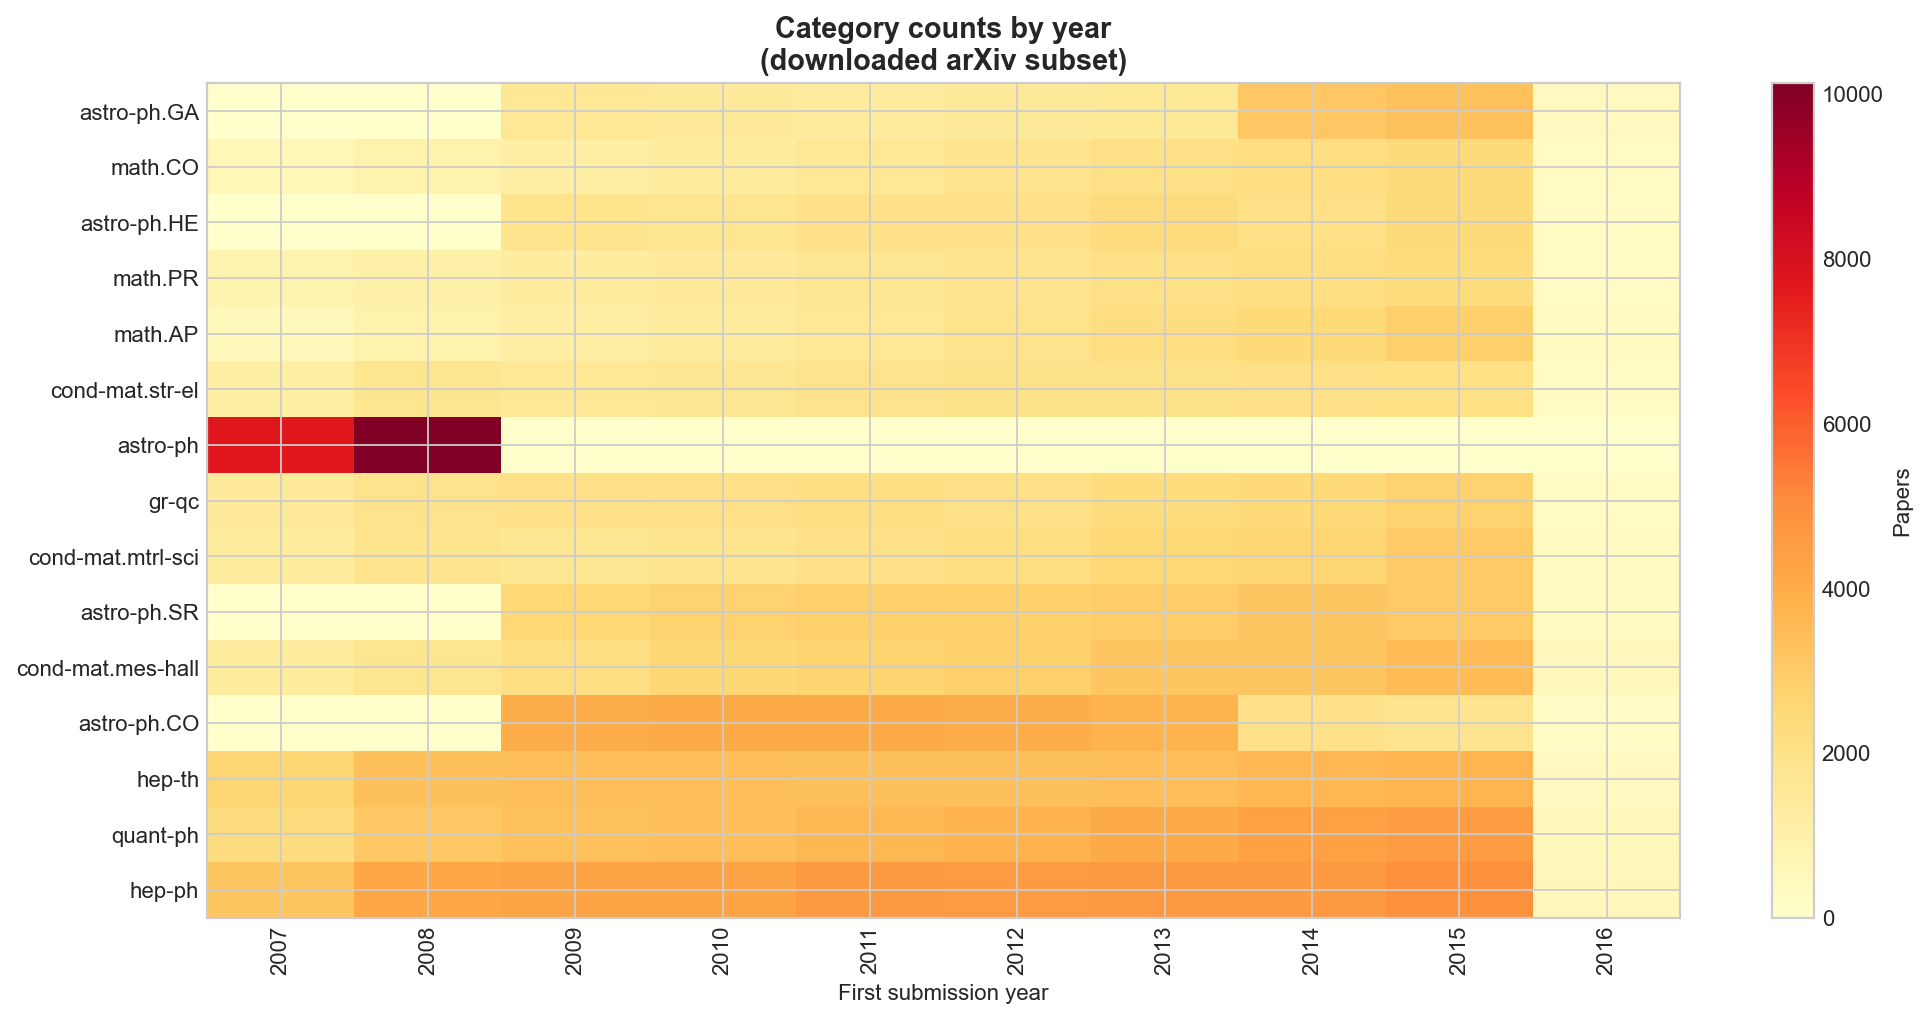 Category counts by year
(downloaded arXiv subset)
astro-ph.GA
math.CO
astro-ph.HE
math.PR
math.AP
cond-mat.str-el
astro-ph
gr-qc
cond-mat.mtrl-sci
astro-ph.SR
cond-mat.mes-hall
astro-ph.CO
hep-th
quant-ph
hep-ph
2007
2008
2009
2010
2011
2012
2013
2014
2015
2016
First submission year
10000
8000
6000
4000
2000
0
Papers